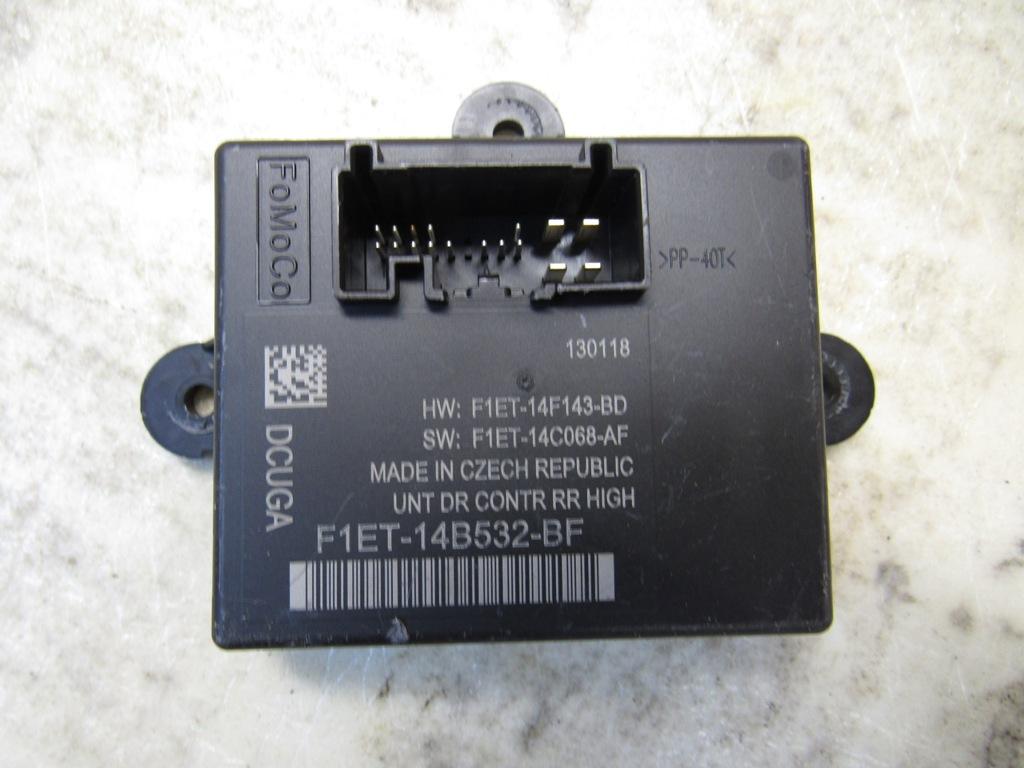 FoMoCo
>PP-40T<
130118
HW: F1ET-14F143-BD
SW: F1ET-14C068-AF
MADE IN CZECH REPUBLIC
UNT DR CONTR RR HIGH
DCUGA
F1ET-14B532-BF